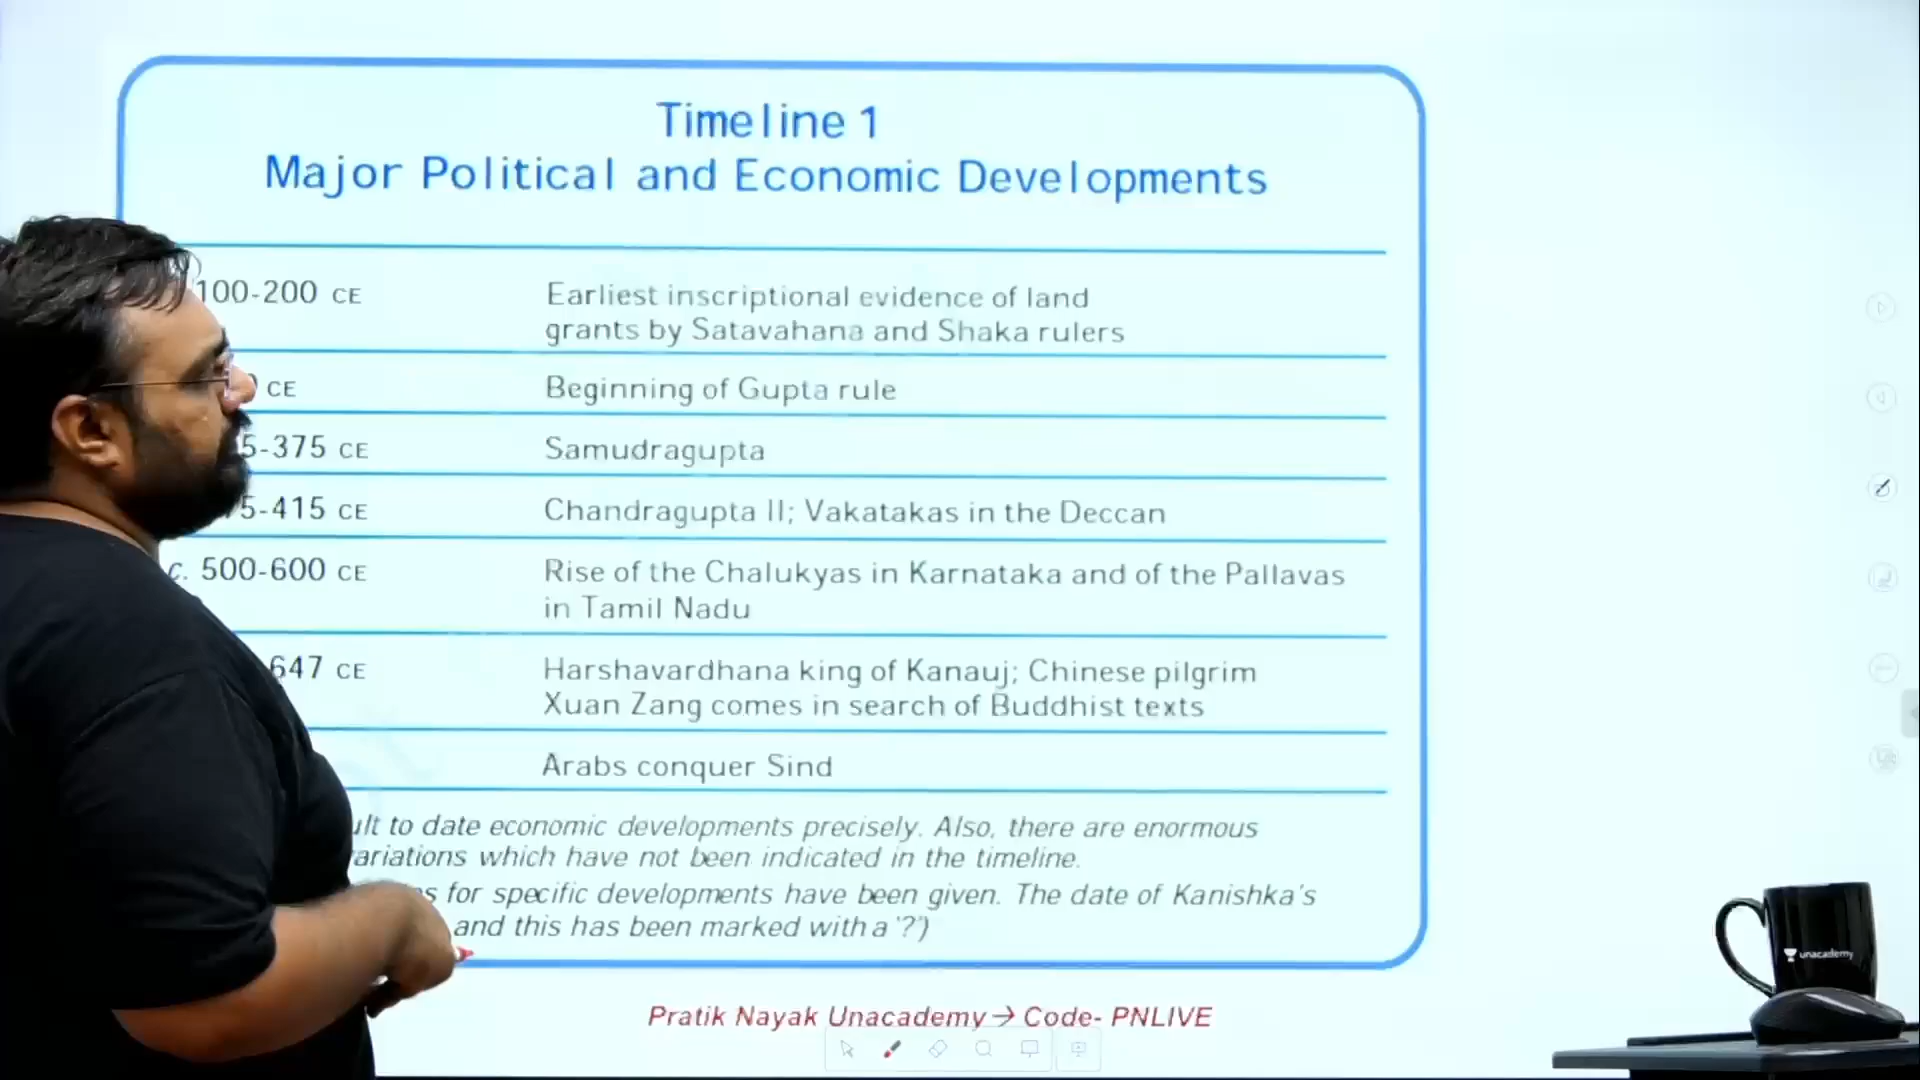 Timeline 1
Major Political and Economic Developments
100-200 CE
Earliest inscriptional evidence of land
grants by Satavahana and Shaka rulers
CE
Beginning of Gupta rule
5-375 CE
Samudragupta
5-415 CE
Chandragupta II; Vakatakas in the Deccan
c. 500-600 CE
Rise of the Chalukyas in Karnataka and of the Pallavas
in Tamil Nadu
647 CE
Harshavardhana king of Kanauj; Chinese pilgrim
Xuan Zang comes in search of Buddhist texts
Arabs conquer Sind
to date economic developments precisely. Also, there are enormous
variations which have not been indicated in the timeline.
for specific developments have been given. The date of Kanishka's
and this has been marked with a '?')
Pratik Nayak Unacademy → Code- PNLIVE
unacademy